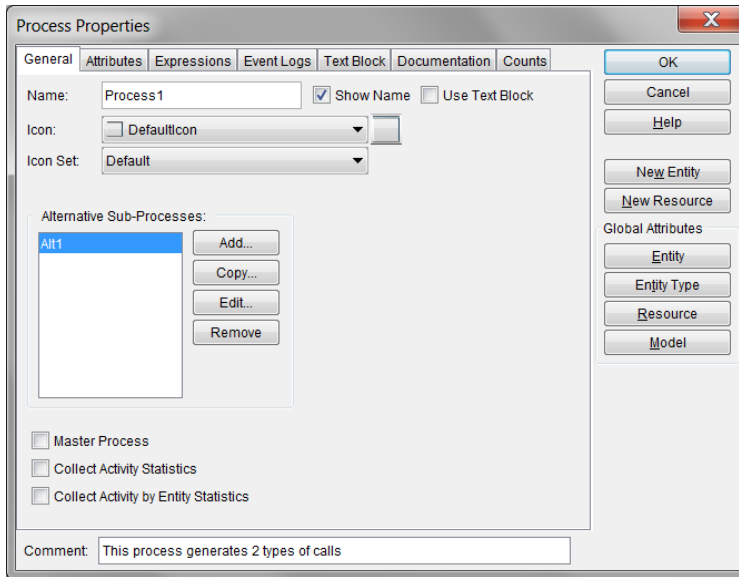 Process Properties
General Attributes Expressions Event Logs Text Block Documentation Counts
Name: Process1 Show Name Use Text Block
Icon: DefaultIcon
Icon Set: Default
Alternative Sub-Processes:
Alt1
Add...
Copy...
Edit...
Remove
Master Process
Collect Activity Statistics
Collect Activity by Entity Statistics
Comment: This process generates 2 types of calls
OK
Cancel
Help
New Entity
New Resource
Global Attributes
Entity
Entity Type
Resource
Model